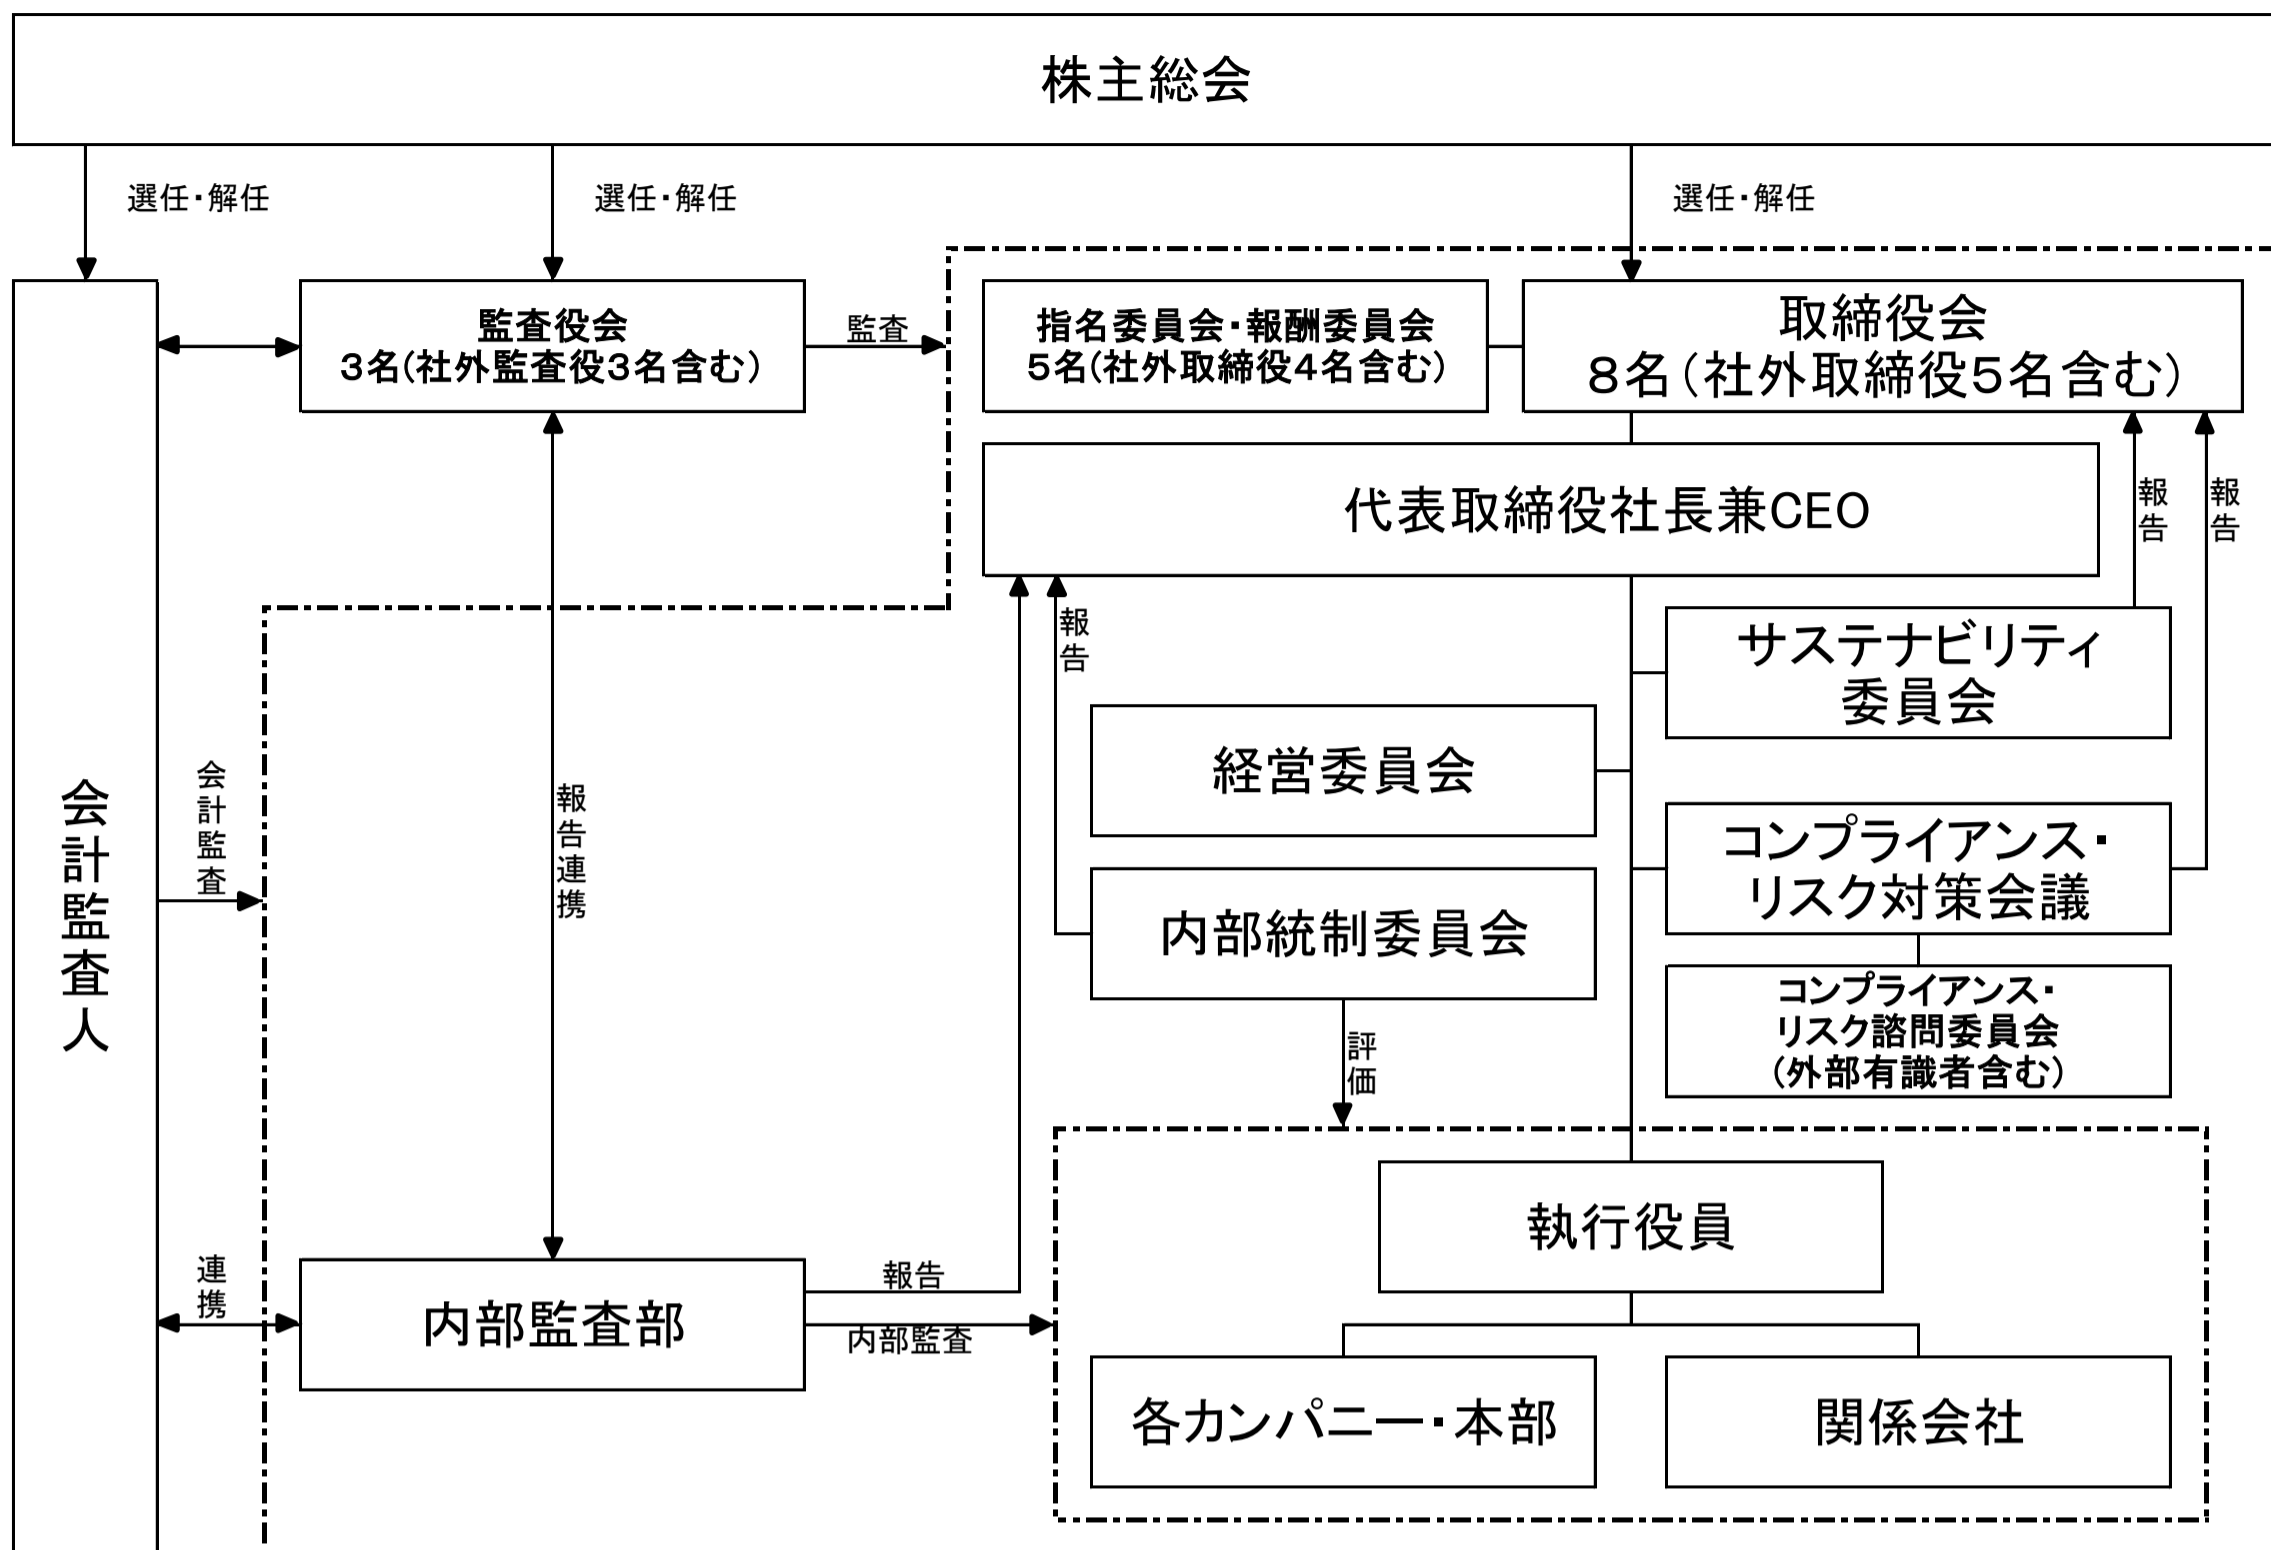 株主総会
選任・解任
選任・解任
選任・解任
監査役会
3名(社外監査役3名含む)
監査
指名委員会・報酬委員会
5名(社外取締役4名含む)
取締役会
8名(社外取締役5名含む)
代表取締役社長兼CEO
報告
報告
報告
サステナビリティ
委員会
経営委員会
会計監査人
会計監査
報告連携
コンプライアンス・
リスク対策会議
内部統制委員会
コンプライアンス・
リスク諮問委員会
(外部有識者含む)
評価
執行役員
連携
内部監査部
報告
内部監査
各カンパニー・本部
関係会社